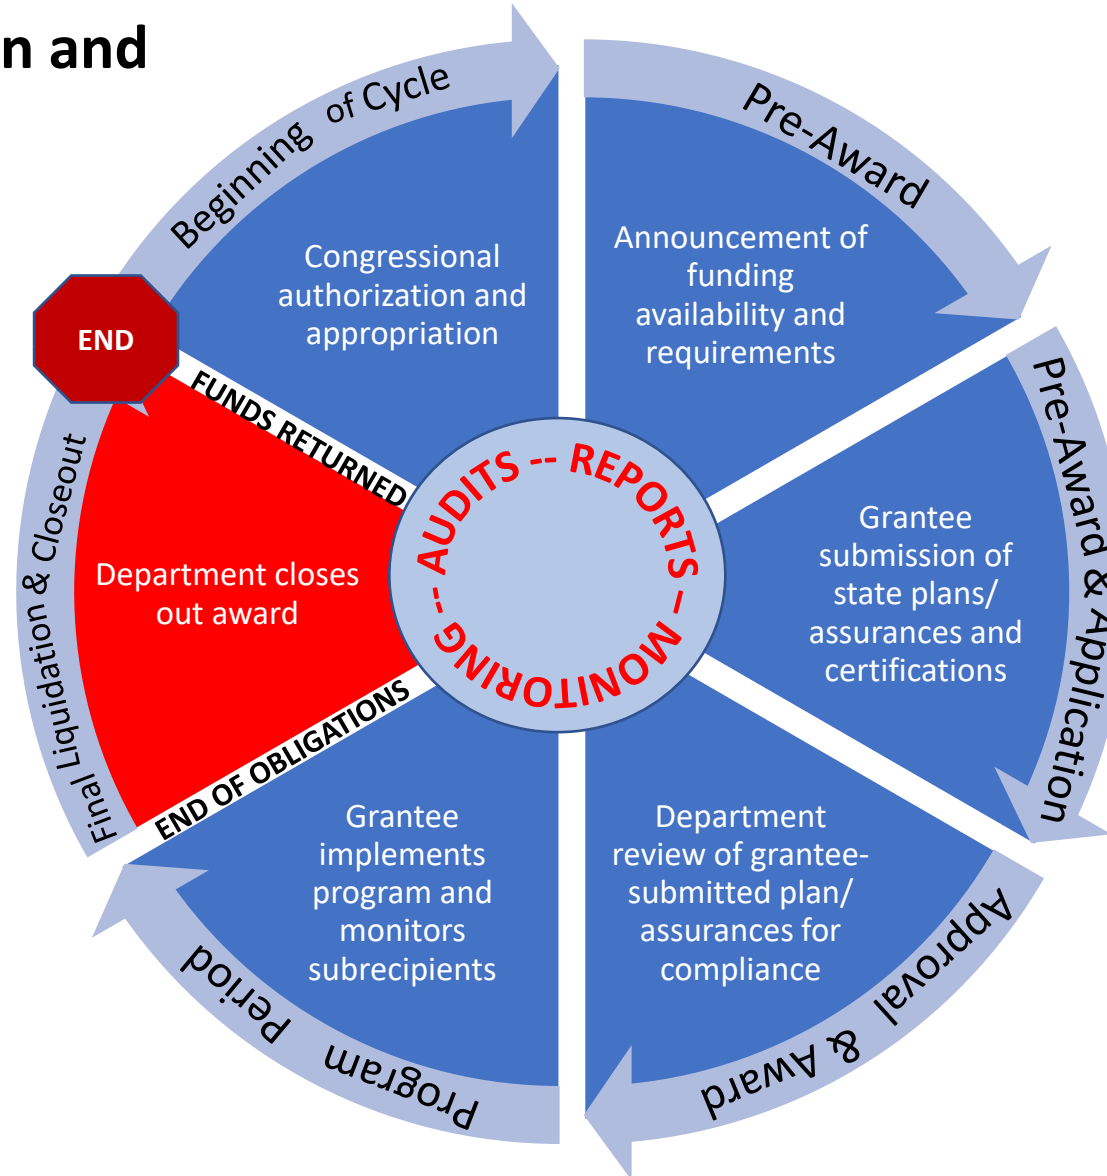 n and
Beginning of Cycle
Congressional
authorization and
appropriation
Pre-Award
Announcement of
funding
availability and
requirements
Pre-Award & Application
Grantee
submission of
state plans/
assurances and
certifications
Approval & Award
Department
review of grantee-
submitted plan/
assurances for
compliance
Program Period
Grantee
implements
program and
monitors
subrecipients
END OF OBLIGATIONS
Final Liquidation & Closeout
Department closes
out award
FUNDS RETURNED
END
AUDITS -- REPORTS – MONITORING--